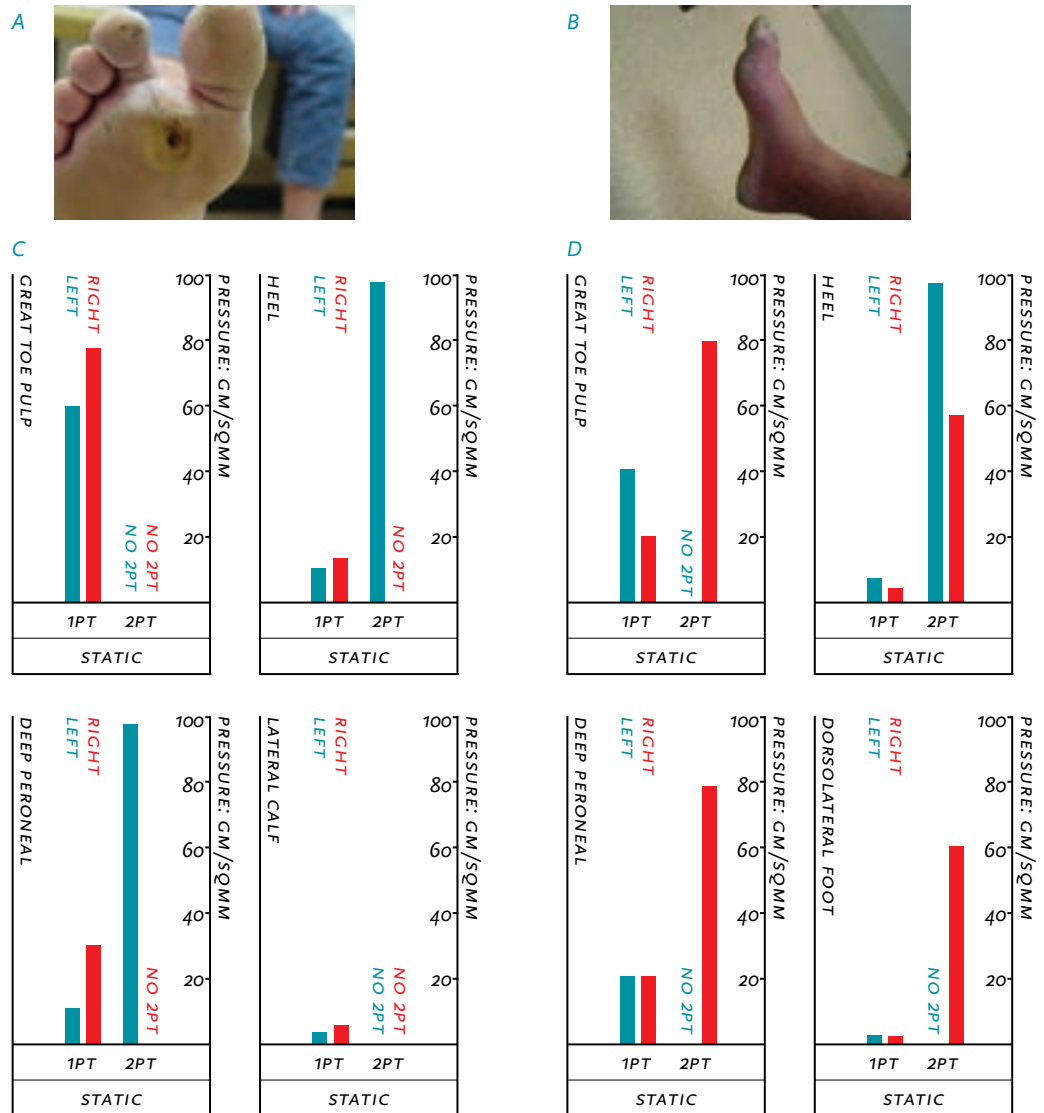 A
B
C
D
GREAT TOE PULP
LEFT
RIGHT
NO 2PT
NO 2PT
100
80
60
40
20
PRESSURE: GM/SQMM
1PT 2PT
STATIC
HEEL
LEFT
RIGHT
NO 2PT
100
80
60
40
20
PRESSURE: GM/SQMM
1PT 2PT
STATIC
GREAT TOE PULP
LEFT
RIGHT
NO 2PT
100
80
60
40
20
PRESSURE: GM/SQMM
1PT 2PT
STATIC
HEEL
LEFT
RIGHT
100
80
60
40
20
PRESSURE: GM/SQMM
1PT 2PT
STATIC
DEEP PERONEAL
LEFT
RIGHT
NO 2PT
100
80
60
40
20
PRESSURE: GM/SQMM
1PT 2PT
STATIC
LATERAL CALF
LEFT
RIGHT
NO 2PT
NO 2PT
100
80
60
40
20
PRESSURE: GM/SQMM
1PT 2PT
STATIC
DEEP PERONEAL
LEFT
RIGHT
NO 2PT
100
80
60
40
20
PRESSURE: GM/SQMM
1PT 2PT
STATIC
DORSOLATERAL FOOT
LEFT
RIGHT
NO 2PT
100
80
60
40
20
PRESSURE: GM/SQMM
1PT 2PT
STATIC